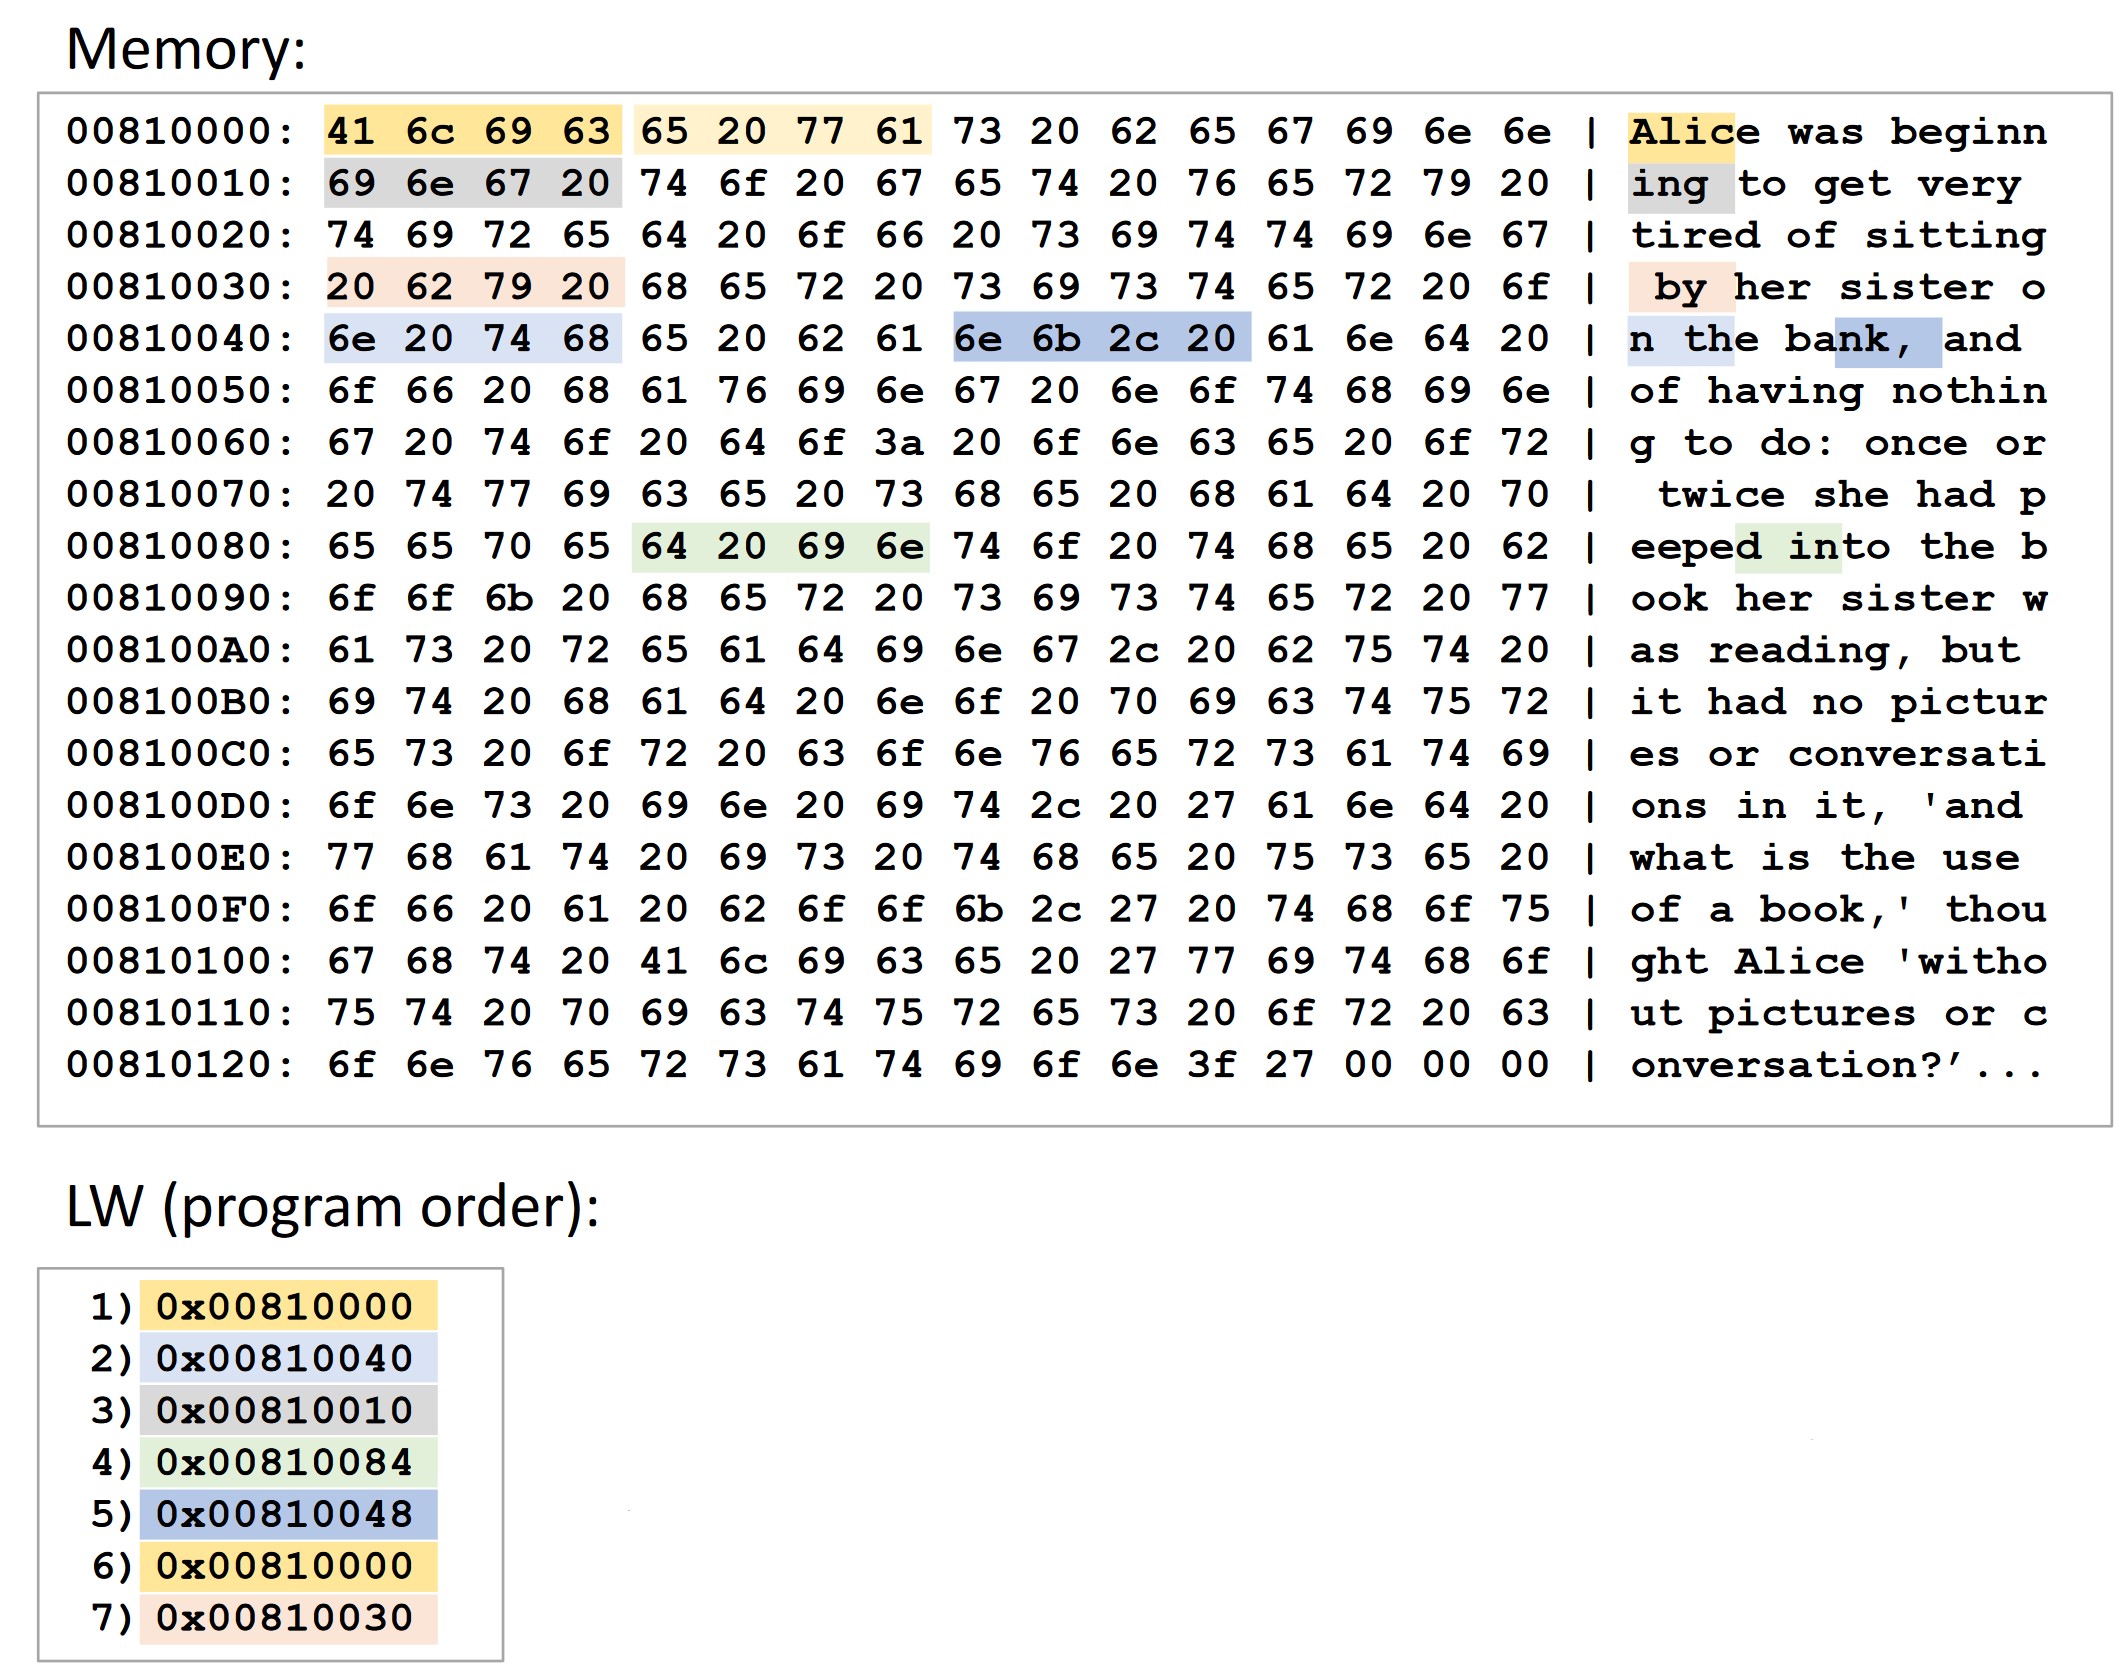 Memory:
00810000: 41 6c 69 63 65 20 77 61 73 20 62 65 67 69 6e 6e | Alice was beginn
00810010: 69 6e 67 20 74 6f 20 67 65 74 20 76 65 72 79 20 | ing to get very
00810020: 74 69 72 65 64 20 6f 66 20 73 69 74 74 69 6e 67 | tired of sitting
00810030: 20 62 79 20 68 65 72 20 73 69 73 74 65 72 20 6f | by her sister o
00810040: 6e 20 74 68 65 20 62 61 6e 6b 2c 20 61 6e 64 20 | n the bank, and
00810050: 6f 66 20 68 61 76 69 6e 67 20 6e 6f 74 68 69 6e | of having nothin
00810060: 67 20 74 6f 20 64 6f 3a 20 6f 6e 63 65 20 6f 72 | g to do: once or
00810070: 20 74 77 69 63 65 20 73 68 65 20 68 61 64 20 70 | twice she had p
00810080: 65 65 70 65 64 20 69 6e 74 6f 20 74 68 65 20 62 | eeped into the b
00810090: 6f 6f 6b 20 68 65 72 20 73 69 73 74 65 72 20 77 | ook her sister w
008100A0: 61 73 20 72 65 61 64 69 6e 67 2c 20 62 75 74 20 | as reading, but
008100B0: 69 74 20 68 61 64 20 6e 6f 20 70 69 63 74 75 72 | it had no pictur
008100C0: 65 73 20 6f 72 20 63 6f 6e 76 65 72 73 61 74 69 | es or conversati
008100D0: 6f 6e 73 20 69 6e 20 69 74 2c 20 27 61 6e 64 20 | ons in it, 'and
008100E0: 77 68 61 74 20 69 73 20 74 68 65 20 75 73 65 20 | what is the use
008100F0: 6f 66 20 61 20 62 6f 6f 6b 2c 27 20 74 68 6f 75 | of a book,' thou
00810100: 67 68 74 20 41 6c 69 63 65 20 27 77 69 74 68 6f | ght Alice 'witho
00810110: 75 74 20 70 69 63 74 75 72 65 73 20 6f 72 20 63 | ut pictures or c
00810120: 6f 6e 76 65 72 73 61 74 69 6f 6e 3f 27 00 00 00 | onversation?’...
LW (program order):
1) 0x00810000
2) 0x00810040
3) 0x00810010
4) 0x00810084
5) 0x00810048
6) 0x00810000
7) 0x00810030